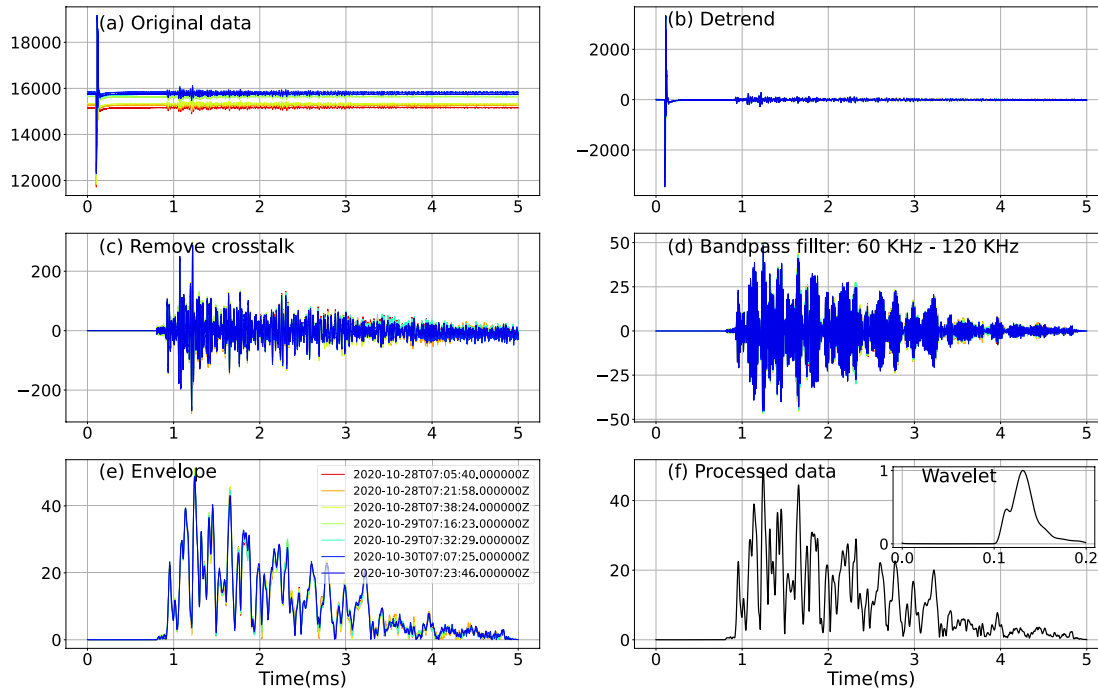 (a) Original data
18000
16000
14000
12000
0 1 2 3 4 5
(b) Detrend
2000
0
−2000
0 1 2 3 4 5
(c) Remove crosstalk
200
0
−200
0 1 2 3 4 5
(d) Bandpass fillter: 60 KHz - 120 KHz
50
25
0
−25
−50
0 1 2 3 4 5
(e) Envelope
40
20
0
2020-10-28T07:05:40.000000Z
2020-10-28T07:21:58.000000Z
2020-10-28T07:38:24.000000Z
2020-10-29T07:16:23.000000Z
2020-10-29T07:32:29.000000Z
2020-10-30T07:07:25.000000Z
2020-10-30T07:23:46.000000Z
0 1 2 3 4 5
Time(ms)
(f) Processed data
40
20
0
Wavelet
1
0
0.0 0.1 0.2
0 1 2 3 4 5
Time(ms)